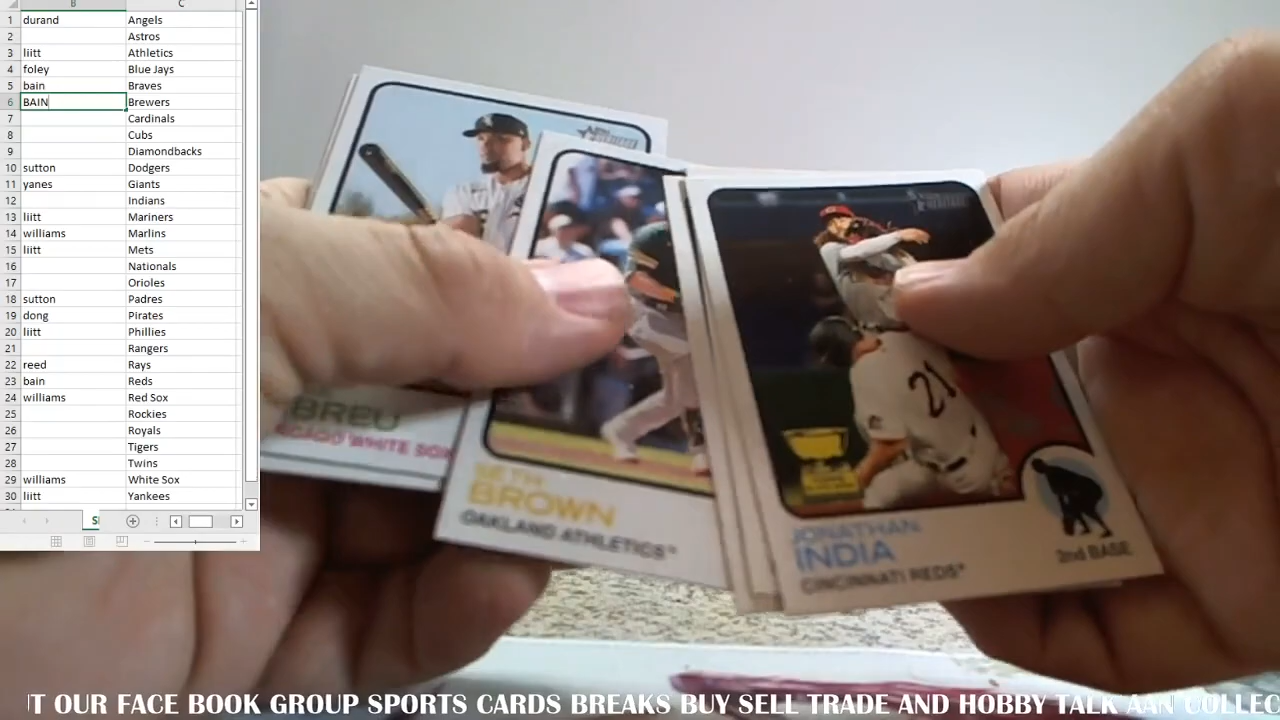 B C
1 durand Angels
2 Astros
3 liitt Athletics
4 foley Blue Jays
5 bain Braves
6 BAIN Brewers
7 Cardinals
8 Cubs
9 Diamondbacks
10 sutton Dodgers
11 yanes Giants
12 Indians
13 liitt Mariners
14 williams Marlins
15 liitt Mets
16 Nationals
17 Orioles
18 sutton Padres
19 dong Pirates
20 liitt Phillies
21 Rangers
22 reed Rays
23 bain Reds
24 williams Red Sox
25 Rockies
26 Royals
27 Tigers
28 Twins
29 williams White Sox
30 liitt Yankees
BREU
CAGO WHITE SOX
SETH
BROWN
OAKLAND ATHLETICS
21
JONATHAN
INDIA
CINCINNATI REDS
2nd BASE
T OUR FACE BOOK GROUP SPORTS CARDS BREAKS BUY SELL TRADE AND HOBBY TALK AAN COLLEC